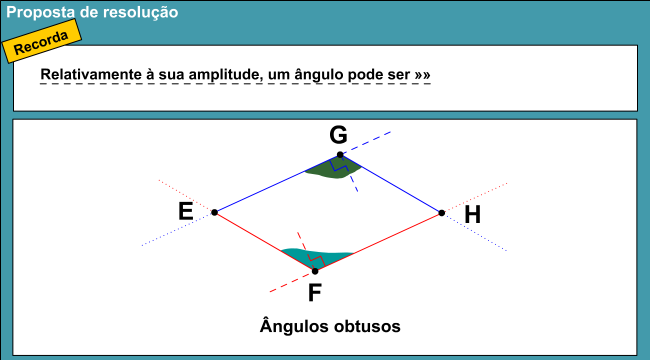 Proposta de resolução
Recorda
Relativamente à sua amplitude, um ângulo pode ser »»
G
E
H
F
Ângulos obtusos